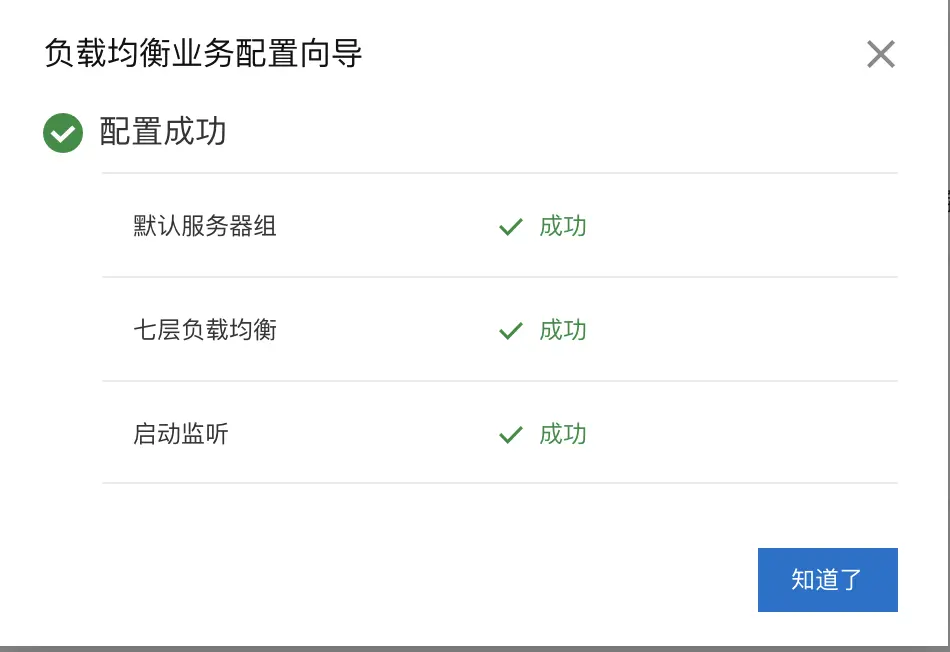 负载均衡业务配置向导
配置成功
默认服务器组 成功
七层负载均衡 成功
启动监听 成功
知道了